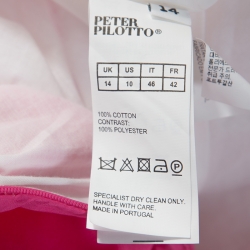 PETER
PILOTTO®
UK US IT FR
14 10 46 42
100% COTTON
CONTRAST:
100% POLYESTER
SPECIALIST DRY CLEAN ONLY.
HANDLE WITH CARE.
MADE IN PORTUGAL